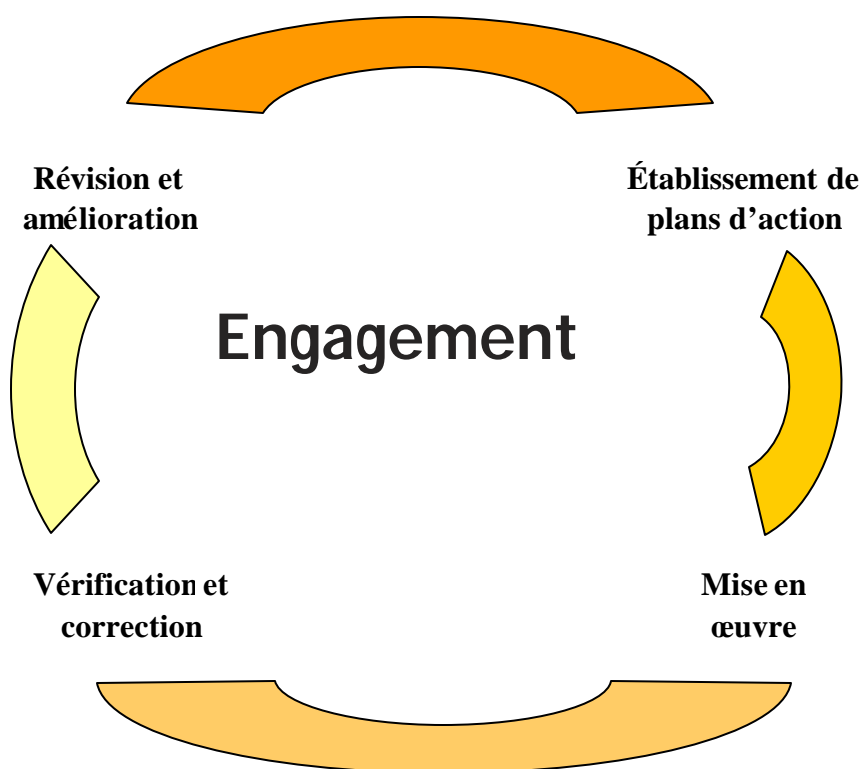 Révision et
amélioration
Établissement de
plans d’action
Engagement
Vérification et
correction
Mise en
œuvre